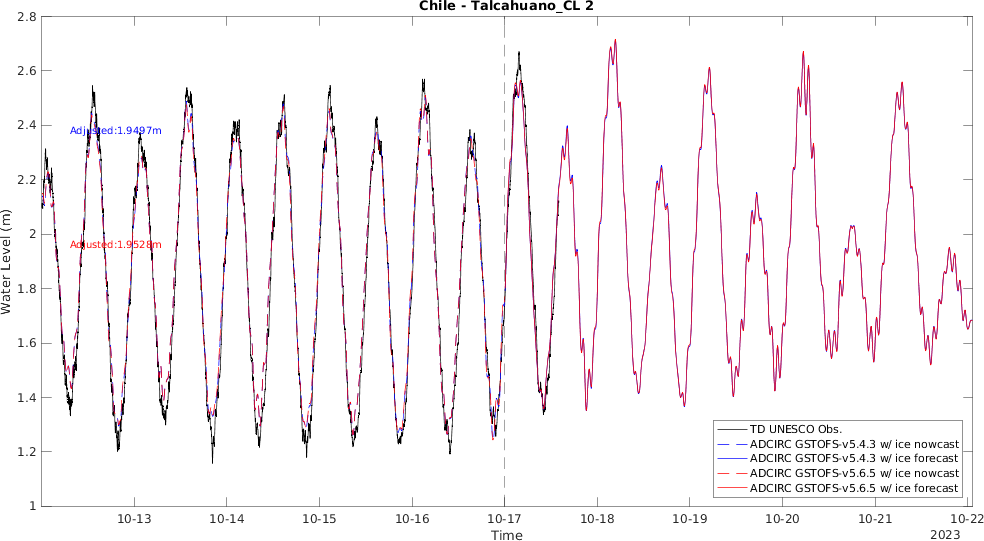 Chile - Talcahuano_CL 2
2.8
2.6
2.4
2.2
2
1.8
1.6
1.4
1.2
1
Water Level (m)
Adjusted:1.9497m
Adjusted:1.9528m
TD UNESCO Obs.
ADCIRC GSTOFS-v5.4.3 w/ ice nowcast
ADCIRC GSTOFS-v5.4.3 w/ ice forecast
ADCIRC GSTOFS-v5.6.5 w/ ice nowcast
ADCIRC GSTOFS-v5.6.5 w/ ice forecast
10-13 10-14 10-15 10-16 10-17 10-18 10-19 10-20 10-21 10-22
Time
2023